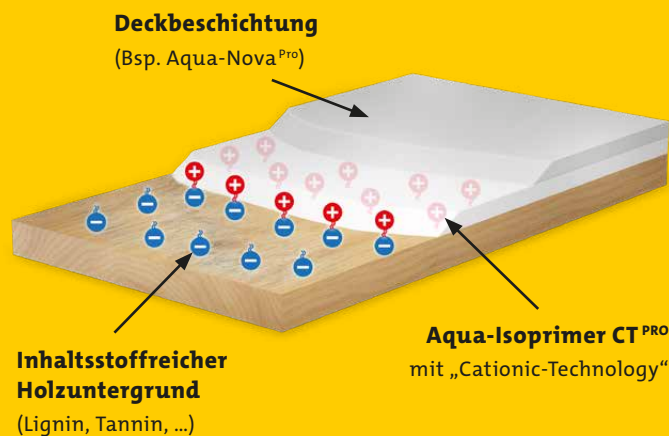 Deckbeschichtung
(Bsp. Aqua-Nova Pro)
Aqua-Isoprimer CT PRO
mit „Cationic-Technology“
Inhaltsstoffreicher
Holzuntergrund
(Lignin, Tannin, ...)